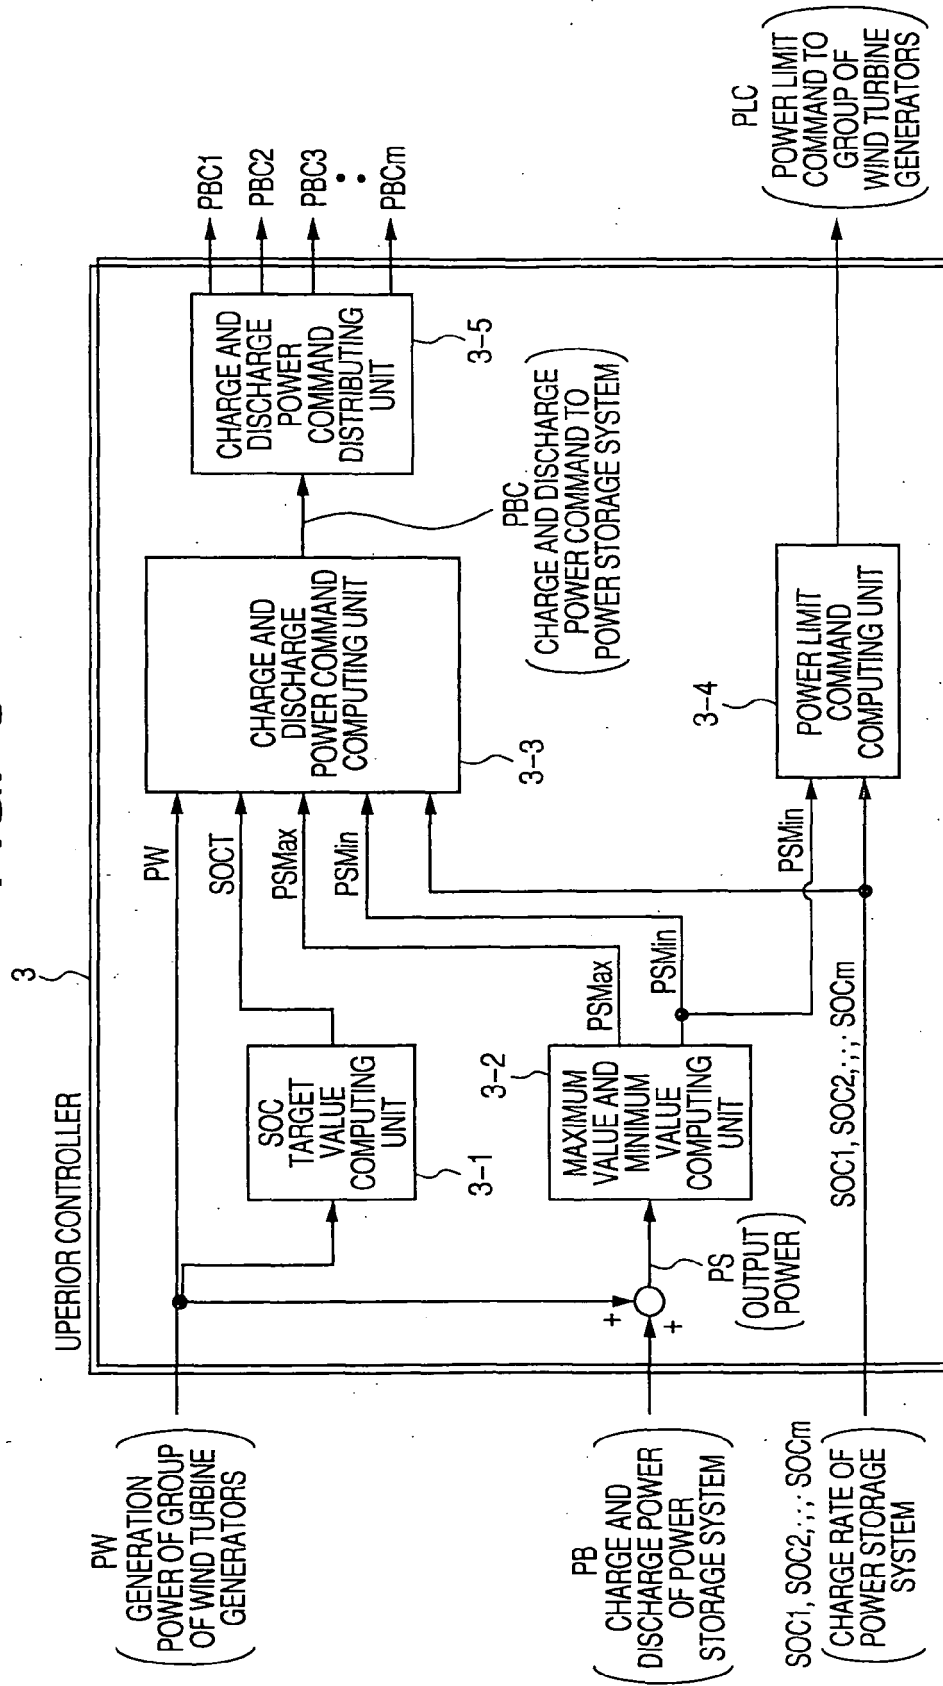 3
UPERIOR CONTROLLER
PW
GENERATION
POWER OF GROUP
OF WIND TURBINE
GENERATORS
PB
CHARGE AND
DISCHARGE POWER
OF POWER
STORAGE SYSTEM
SOC1, SOC2,・・・; SOCm
CHARGE RATE OF
POWER STORAGE
SYSTEM
SOC
TARGET
VALUE
COMPUTING
UNIT
3-1
+
+
PS
OUTPUT
POWER
MAXIMUM
VALUE AND
MINIMUM
VALUE
COMPUTING
UNIT
3-2
PSMax
PSMin
SOC1, SOC2,・・・; SOCm
PW
SOCT
PSMax
PSMin
PSMin
CHARGE AND
DISCHARGE
POWER COMMAND
COMPUTING UNIT
3-3
POWER LIMIT
COMMAND
COMPUTING UNIT
3-4
PBC
CHARGE AND DISCHARGE
POWER COMMAND TO
POWER STORAGE SYSTEM
CHARGE AND
DISCHARGE
POWER
COMMAND
DISTRIBUTING
UNIT
3-5
PBC1
PBC2
PBC3
PBCm
PLC
POWER LIMIT
COMMAND TO
GROUP OF
WIND TURBINE
GENERATORS